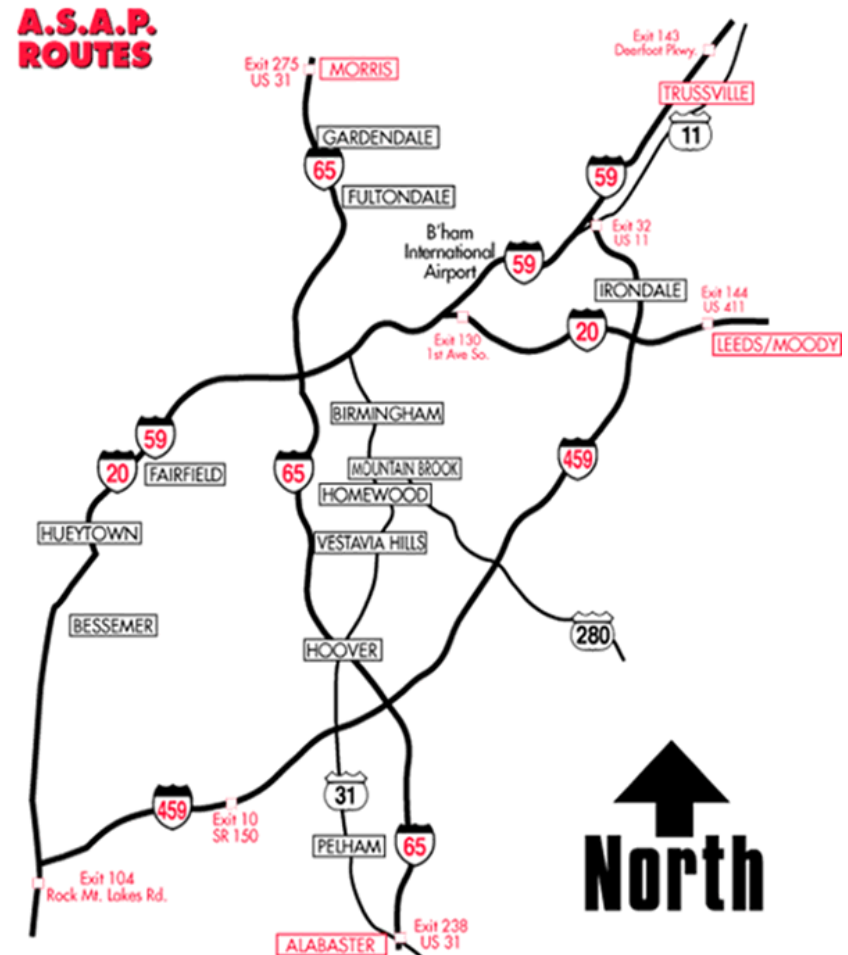 A.S.A.P.
ROUTES
Exit 143
Deerfoot Pkwy.
Exit 275
US 31
MORRIS
TRUSSVILLE
11
GARDENDALE
65
59
FULTONDALE
B'ham
International
Airport
Exit 32
US 11
59
IRONDALE
Exit 144
US 411
20
Exit 130
1st Ave So.
LEEDS/MOODY
BIRMINGHAM
59
459
20
FAIRFIELD
65
MOUNTAIN BROOK
HOMEWOOD
HUEYTOWN
VESTAVIA HILLS
BESSEMER
280
HOOVER
31
459
Exit 10
SR 150
PELHAM
65
Exit 104
Rock Mt. Lakes Rd.
North
Exit 238
US 31
ALABASTER